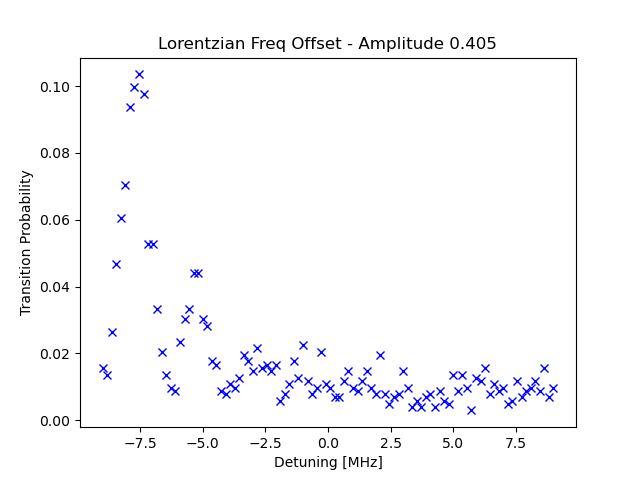 Lorentzian Freq Offset - Amplitude 0.405
0.10
0.08
0.06
0.04
0.02
0.00
Transition Probability
−7.5 −5.0 −2.5 0.0 2.5 5.0 7.5
Detuning [MHz]